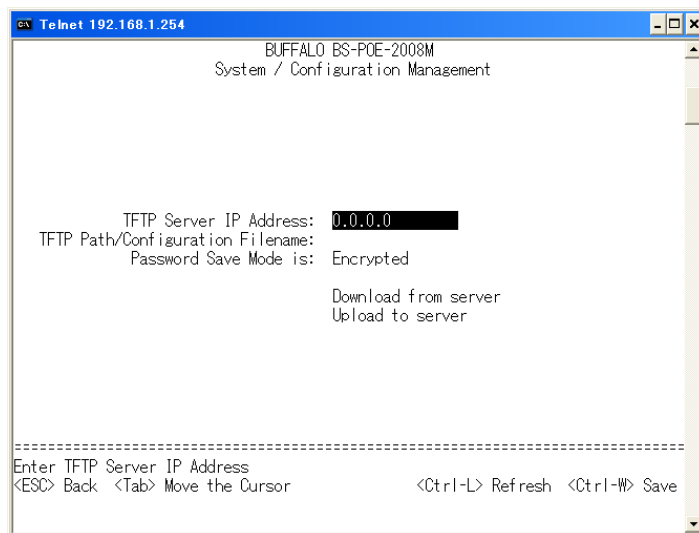 Telnet 192.168.1.254
BUFFALO BS-POE-2008M
System / Configuration Management
TFTP Server IP Address: 0.0.0.0
TFTP Path/Configuration Filename:
Password Save Mode is: Encrypted
Download from server
Upload to server
================================================================================
Enter TFTP Server IP Address
<ESC> Back <Tab> Move the Cursor <Ctrl-L> Refresh <Ctrl-W> Save